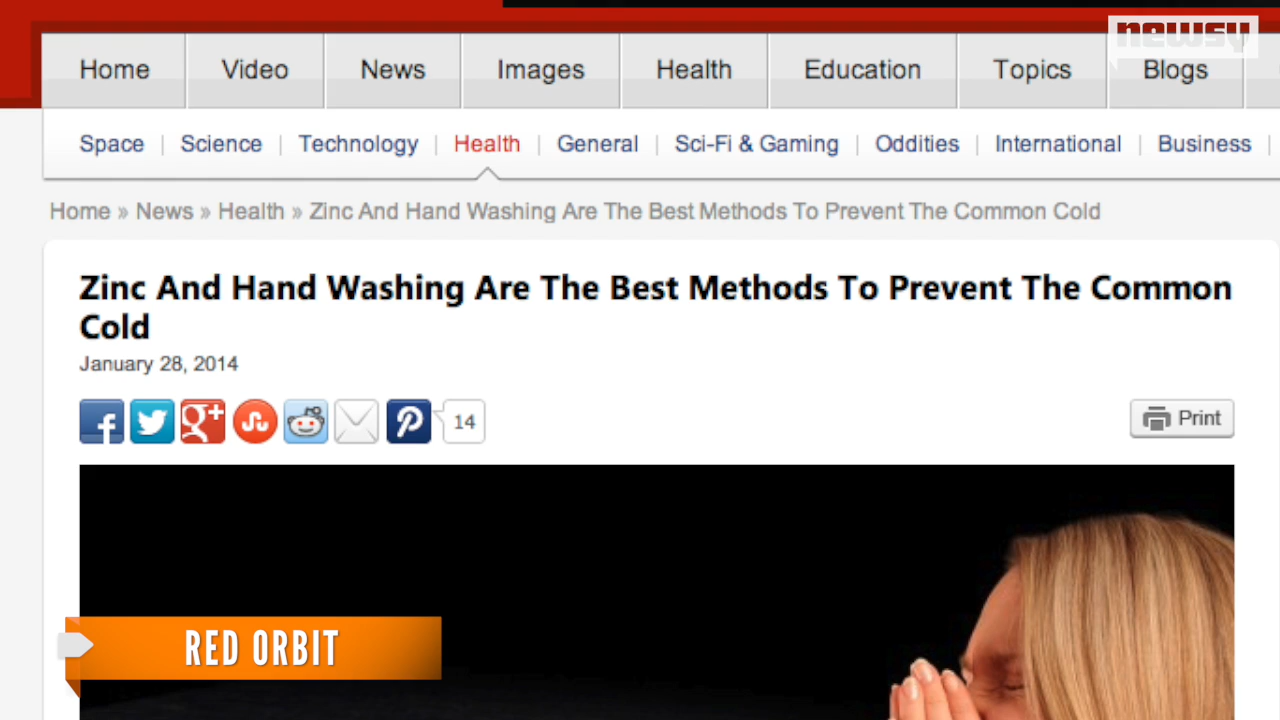 newsy
Home Video News Images Health Education Topics Blogs
Space | Science | Technology | Health | General | Sci-Fi & Gaming | Oddities | International | Business |
Home » News » Health » Zinc And Hand Washing Are The Best Methods To Prevent The Common Cold
Zinc And Hand Washing Are The Best Methods To Prevent The Common
Cold
January 28, 2014
14
Print
RED ORBIT